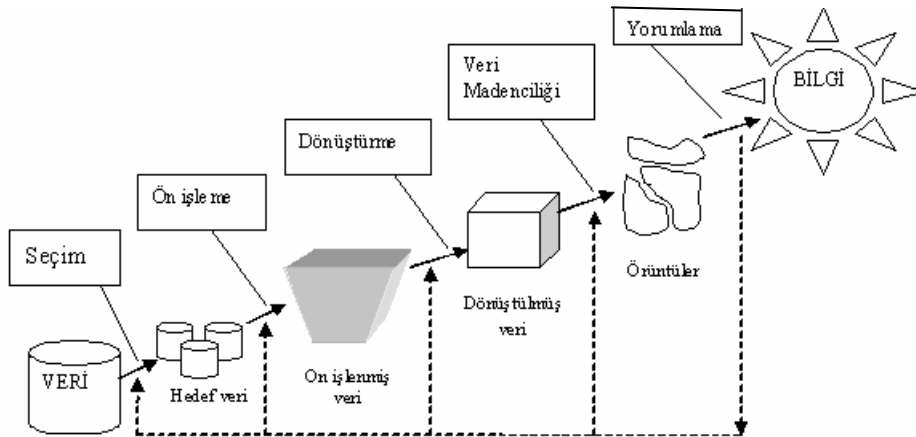 Yorumlama
BİLGİ
Veri
Madenciliği
Dönüştürme
Ön işleme
Seçim
Örüntüler
Dönüştülmüş
veri
Ön işlenmiş
veri
Hedef veri
VERİ